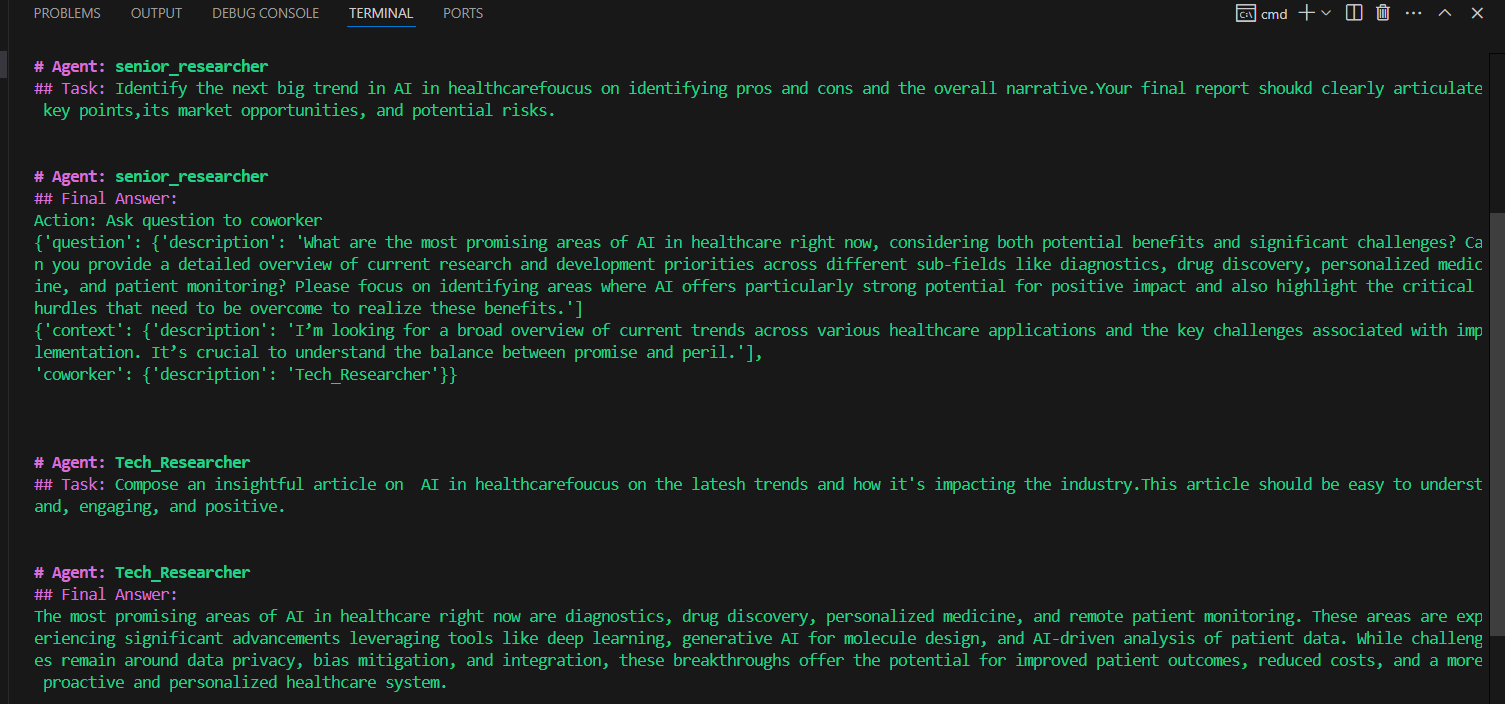 PROBLEMS OUTPUT DEBUG CONSOLE TERMINAL PORTS cmd
# Agent: senior_researcher
## Task: Identify the next big trend in AI in healthcarefoucus on identifying pros and cons and the overall narrative.Your final report shoukd clearly articulate
key points,its market opportunities, and potential risks.
# Agent: senior_researcher
## Final Answer:
Action: Ask question to coworker
{'question': {'description': 'What are the most promising areas of AI in healthcare right now, considering both potential benefits and significant challenges? Ca
n you provide a detailed overview of current research and development priorities across different sub-fields like diagnostics, drug discovery, personalized medic
ine, and patient monitoring? Please focus on identifying areas where AI offers particularly strong potential for positive impact and also highlight the critical
hurdles that need to be overcome to realize these benefits.']
{'context': {'description': 'I’m looking for a broad overview of current trends across various healthcare applications and the key challenges associated with imp
lementation. It’s crucial to understand the balance between promise and peril.'],
'coworker': {'description': 'Tech_Researcher'}}
# Agent: Tech_Researcher
## Task: Compose an insightful article on  AI in healthcarefoucus on the latesh trends and how it's impacting the industry.This article should be easy to underst
and, engaging, and positive.
# Agent: Tech_Researcher
## Final Answer:
The most promising areas of AI in healthcare right now are diagnostics, drug discovery, personalized medicine, and remote patient monitoring. These areas are exp
eriencing significant advancements leveraging tools like deep learning, generative AI for molecule design, and AI-driven analysis of patient data. While challeng
es remain around data privacy, bias mitigation, and integration, these breakthroughs offer the potential for improved patient outcomes, reduced costs, and a more
proactive and personalized healthcare system.